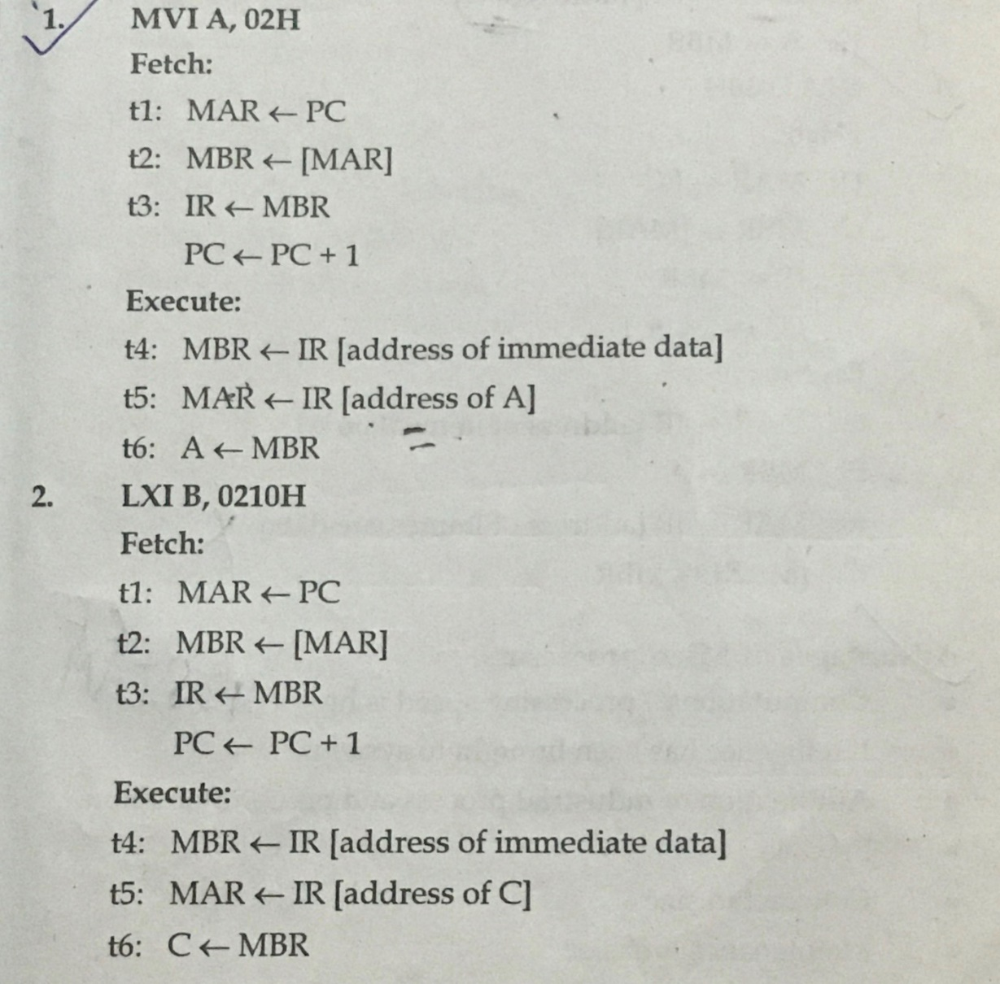 1. MVI A, 02H
Fetch:
t1: MAR ← PC
t2: MBR ← [MAR]
t3: IR ← MBR
PC ← PC + 1
Execute:
t4: MBR ← IR [address of immediate data]
t5: MAR ← IR [address of A]
t6: A ← MBR
2. LXI B, 0210H
Fetch:
t1: MAR ← PC
t2: MBR ← [MAR]
t3: IR ← MBR
PC ← PC + 1
Execute:
t4: MBR ← IR [address of immediate data]
t5: MAR ← IR [address of C]
t6: C ← MBR